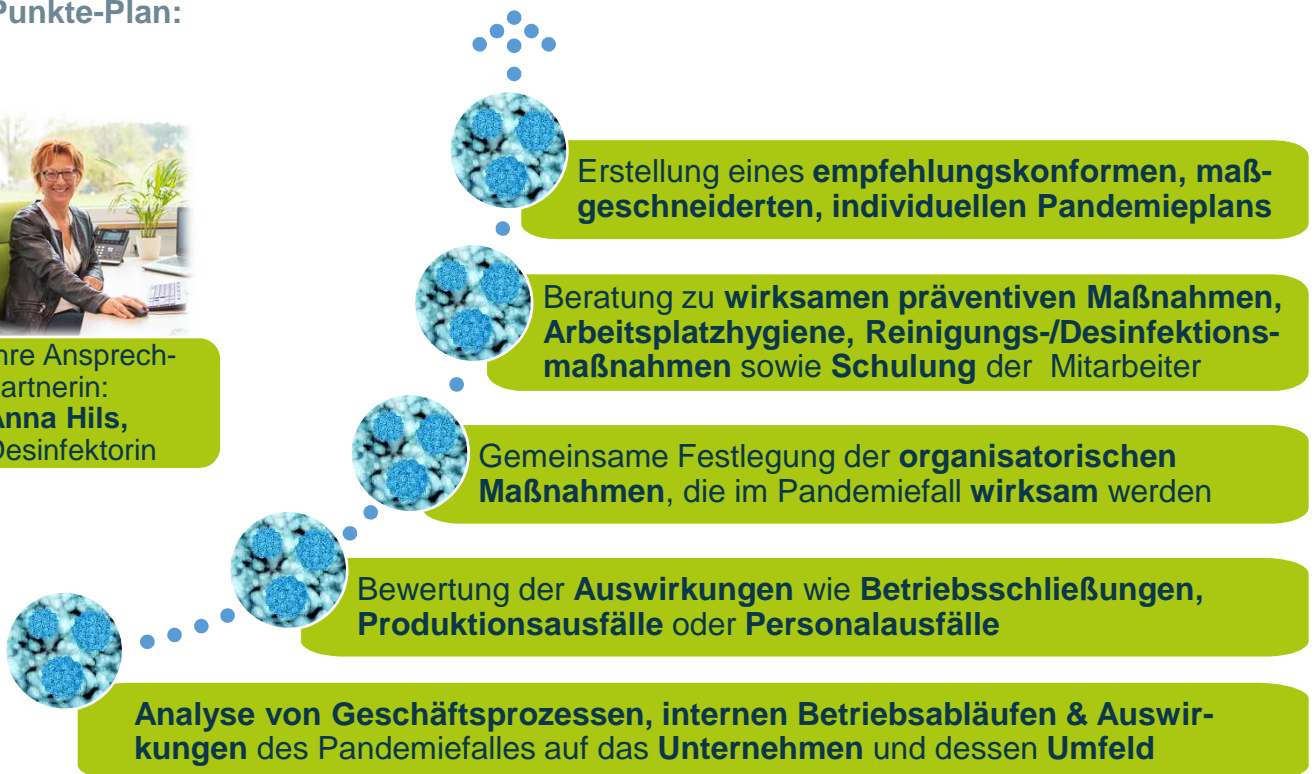 Punkte-Plan:
Erstellung eines empfehlungskonformen, maß-
geschneiderten, individuellen Pandemieplans
Beratung zu wirksamen präventiven Maßnahmen,
Arbeitsplatzhygiene, Reinigungs-/Desinfektions-
maßnahmen sowie Schulung der Mitarbeiter
hre Ansprech-
artnerin:
Anna Hils,
Desinfektorin
Gemeinsame Festlegung der organisatorischen
Maßnahmen, die im Pandemiefall wirksam werden
Bewertung der Auswirkungen wie Betriebsschließungen,
Produktionsausfälle oder Personalausfälle
Analyse von Geschäftsprozessen, internen Betriebsabläufen & Auswir-
kungen des Pandemiefalles auf das Unternehmen und dessen Umfeld